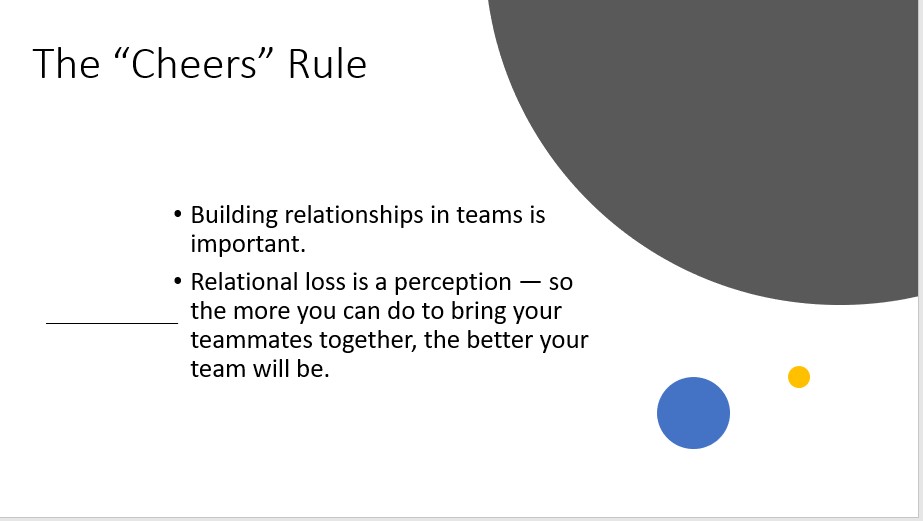 The “Cheers” Rule
• Building relationships in teams is
important.
• Relational loss is a perception — so
the more you can do to bring your
teammates together, the better your
team will be.